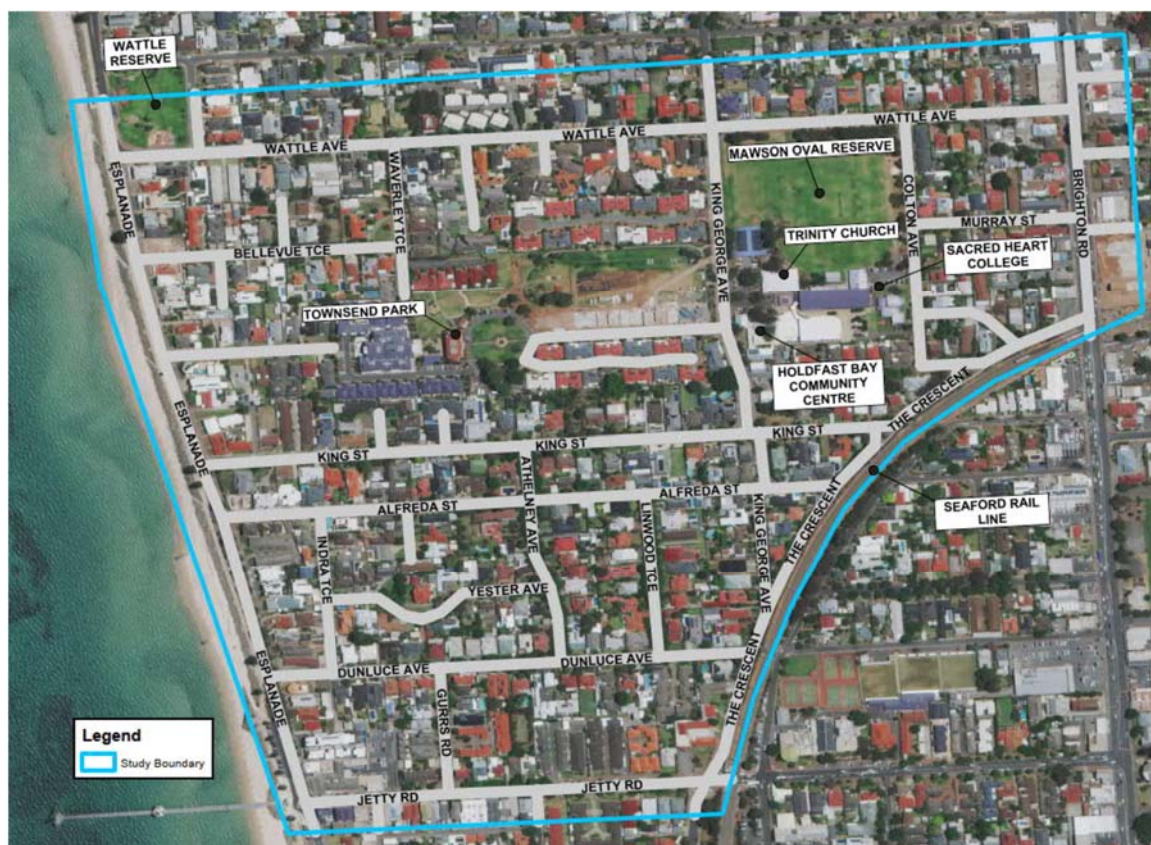 WATTLE
RESERVE
WATTLE AVE
WATTLE AVE
WATTLE AVE
MAWSON OVAL RESERVE
ESPLANADE
WAVERLEY TCE
KING GEORGE AVE
COLTON AVE
BRIGHTON RD
MURRAY ST
TRINITY CHURCH
SACRED HEART
COLLEGE
BELLEVUE TCE
TOWNSEND PARK
HOLDFAST BAY
COMMUNITY
CENTRE
THE CRESCENT
ESPLANADE
KING ST
KING ST
ATHELNEY AVE
ALFREDA ST
ALFREDA ST
LINWOOD TCE
KING GEORGE AVE
THE CRESCENT
SEAFORD RAIL
LINE
INDRA TCE
YESTER AVE
ESPLANADE
DUNLUCE AVE
DUNLUCE AVE
THE CRESCENT
GURRS RD
Legend
Study Boundary
JETTY RD
JETTY RD